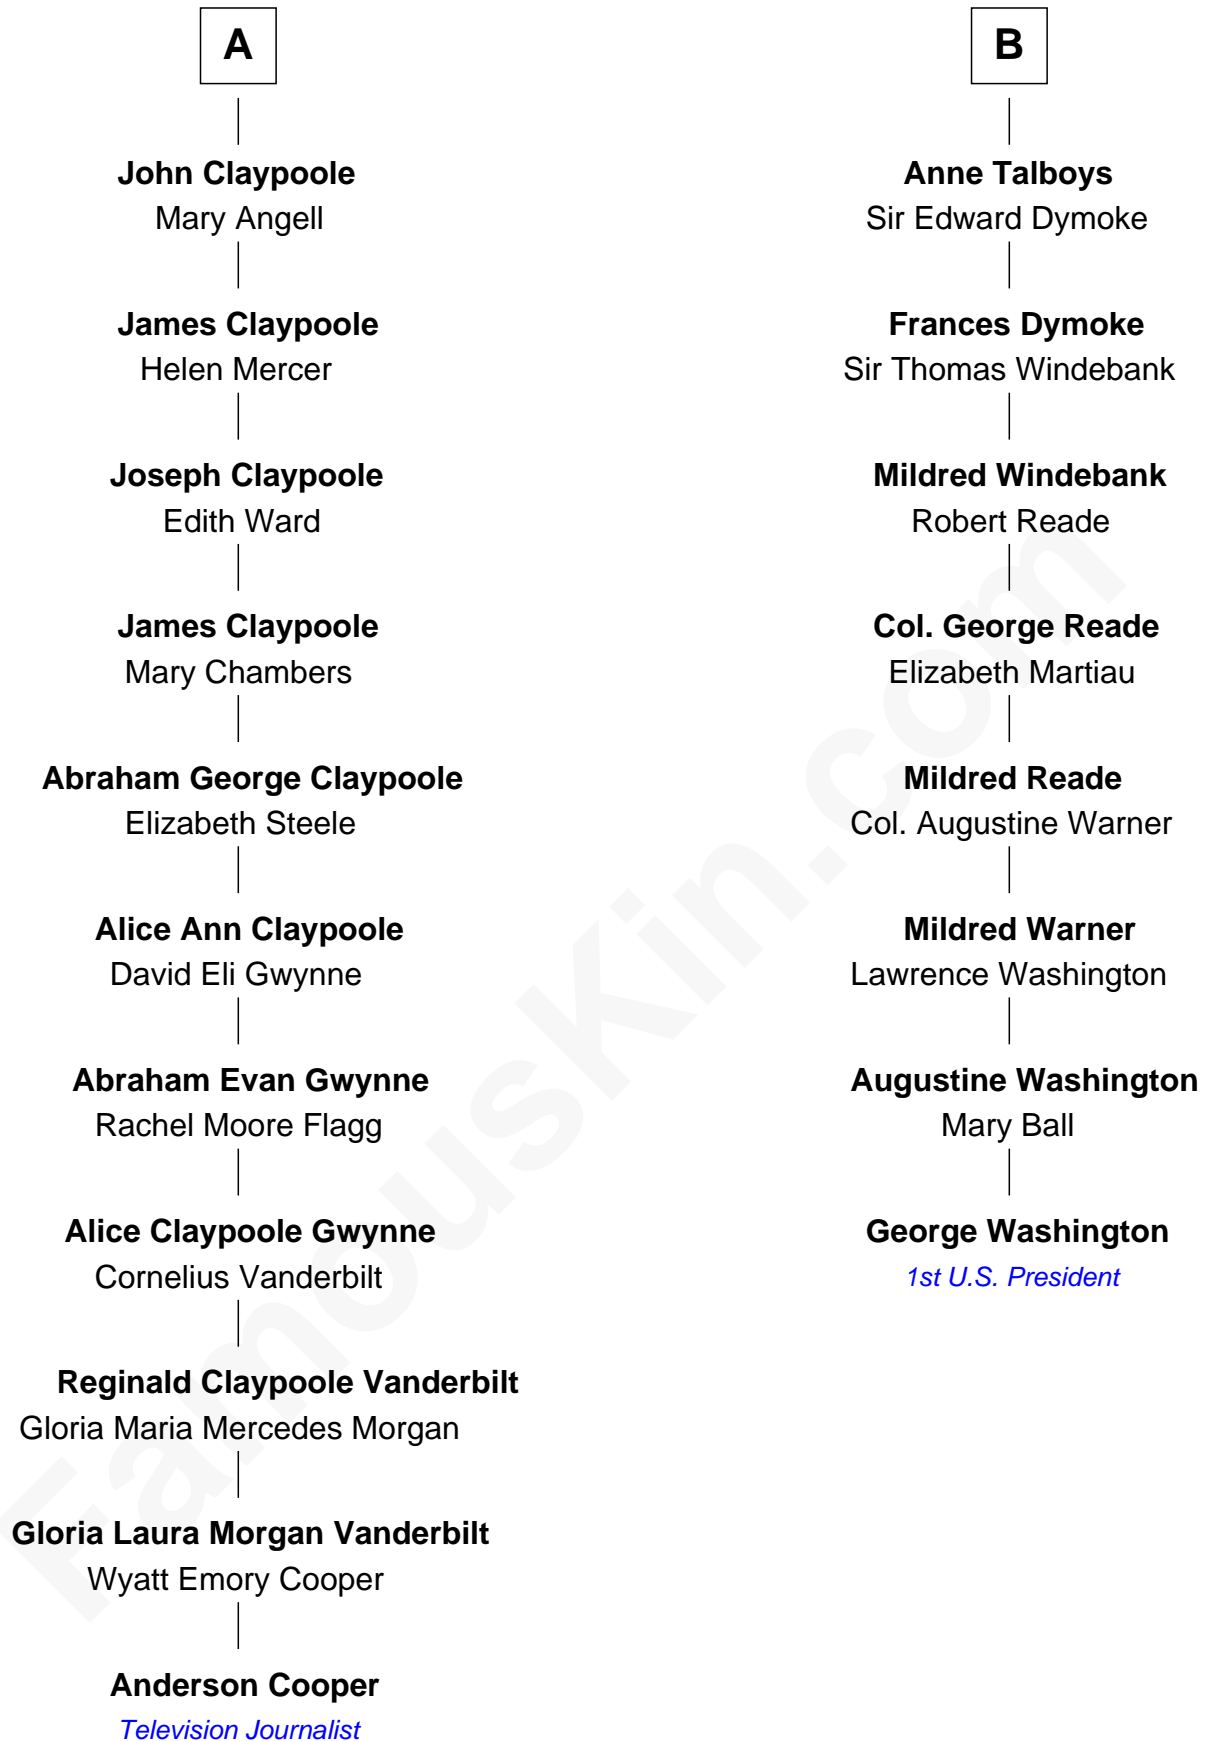 A
John Claypoole
Mary Angell
James Claypoole
Helen Mercer
Joseph Claypoole
Edith Ward
James Claypoole
Mary Chambers
Abraham George Claypoole
Elizabeth Steele
Alice Ann Claypoole
David Eli Gwynne
Abraham Evan Gwynne
Rachel Moore Flagg
Alice Claypoole Gwynne
Cornelius Vanderbilt
Reginald Claypoole Vanderbilt
Gloria Maria Mercedes Morgan
Gloria Laura Morgan Vanderbilt
Wyatt Emory Cooper
Anderson Cooper
Television Journalist
B
Anne Talboys
Sir Edward Dymoke
Frances Dymoke
Sir Thomas Windebank
Mildred Windebank
Robert Reade
Col. George Reade
Elizabeth Martiau
Mildred Reade
Col. Augustine Warner
Mildred Warner
Lawrence Washington
Augustine Washington
Mary Ball
George Washington
1st U.S. President
FamousKin.com